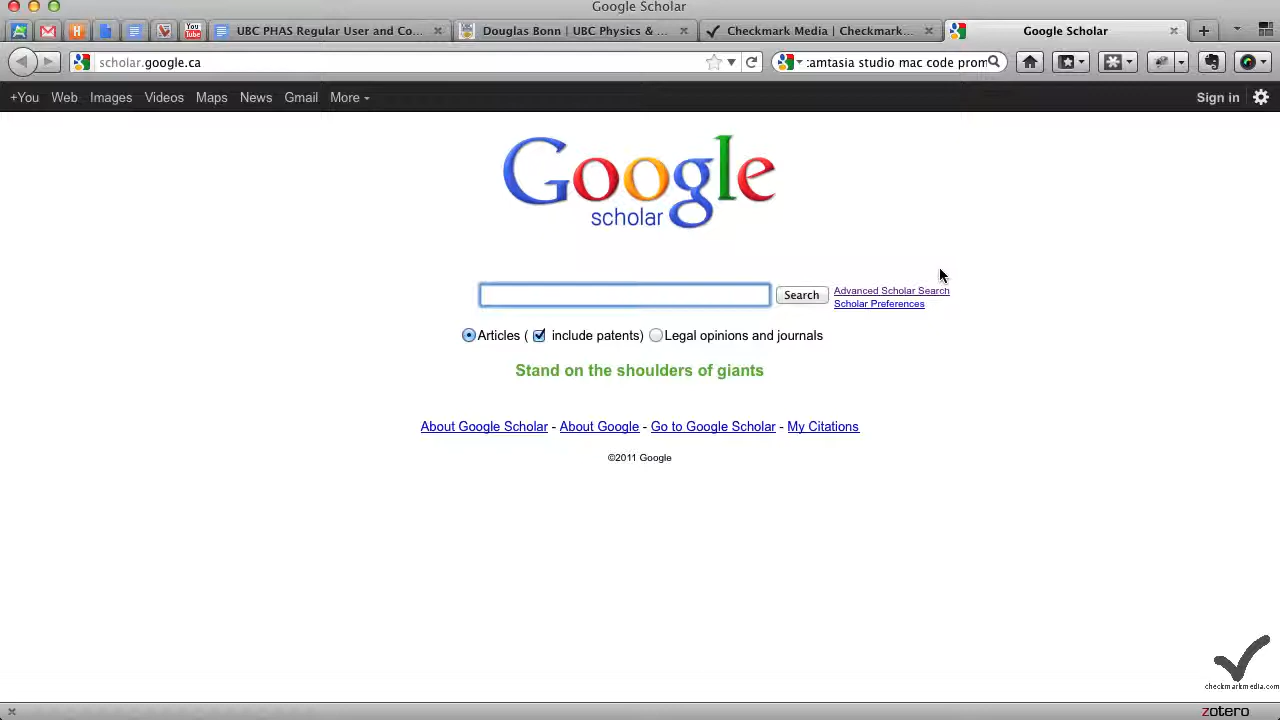 Google Scholar
You Tube
UBC PHAS Regular User and Co...
Douglas Bonn | UBC Physics & ...
Checkmark Media | Checkmark...
Google Scholar
scholar.google.ca
:amtasia studio mac code prom
+You Web Images Videos Maps News Gmail More
Sign in
Google
scholar
Search
Advanced Scholar Search
Scholar Preferences
Articles ( include patents) Legal opinions and journals
Stand on the shoulders of giants
About Google Scholar - About Google - Go to Google Scholar - My Citations
©2011 Google
checkmarkmedia.com
zotero